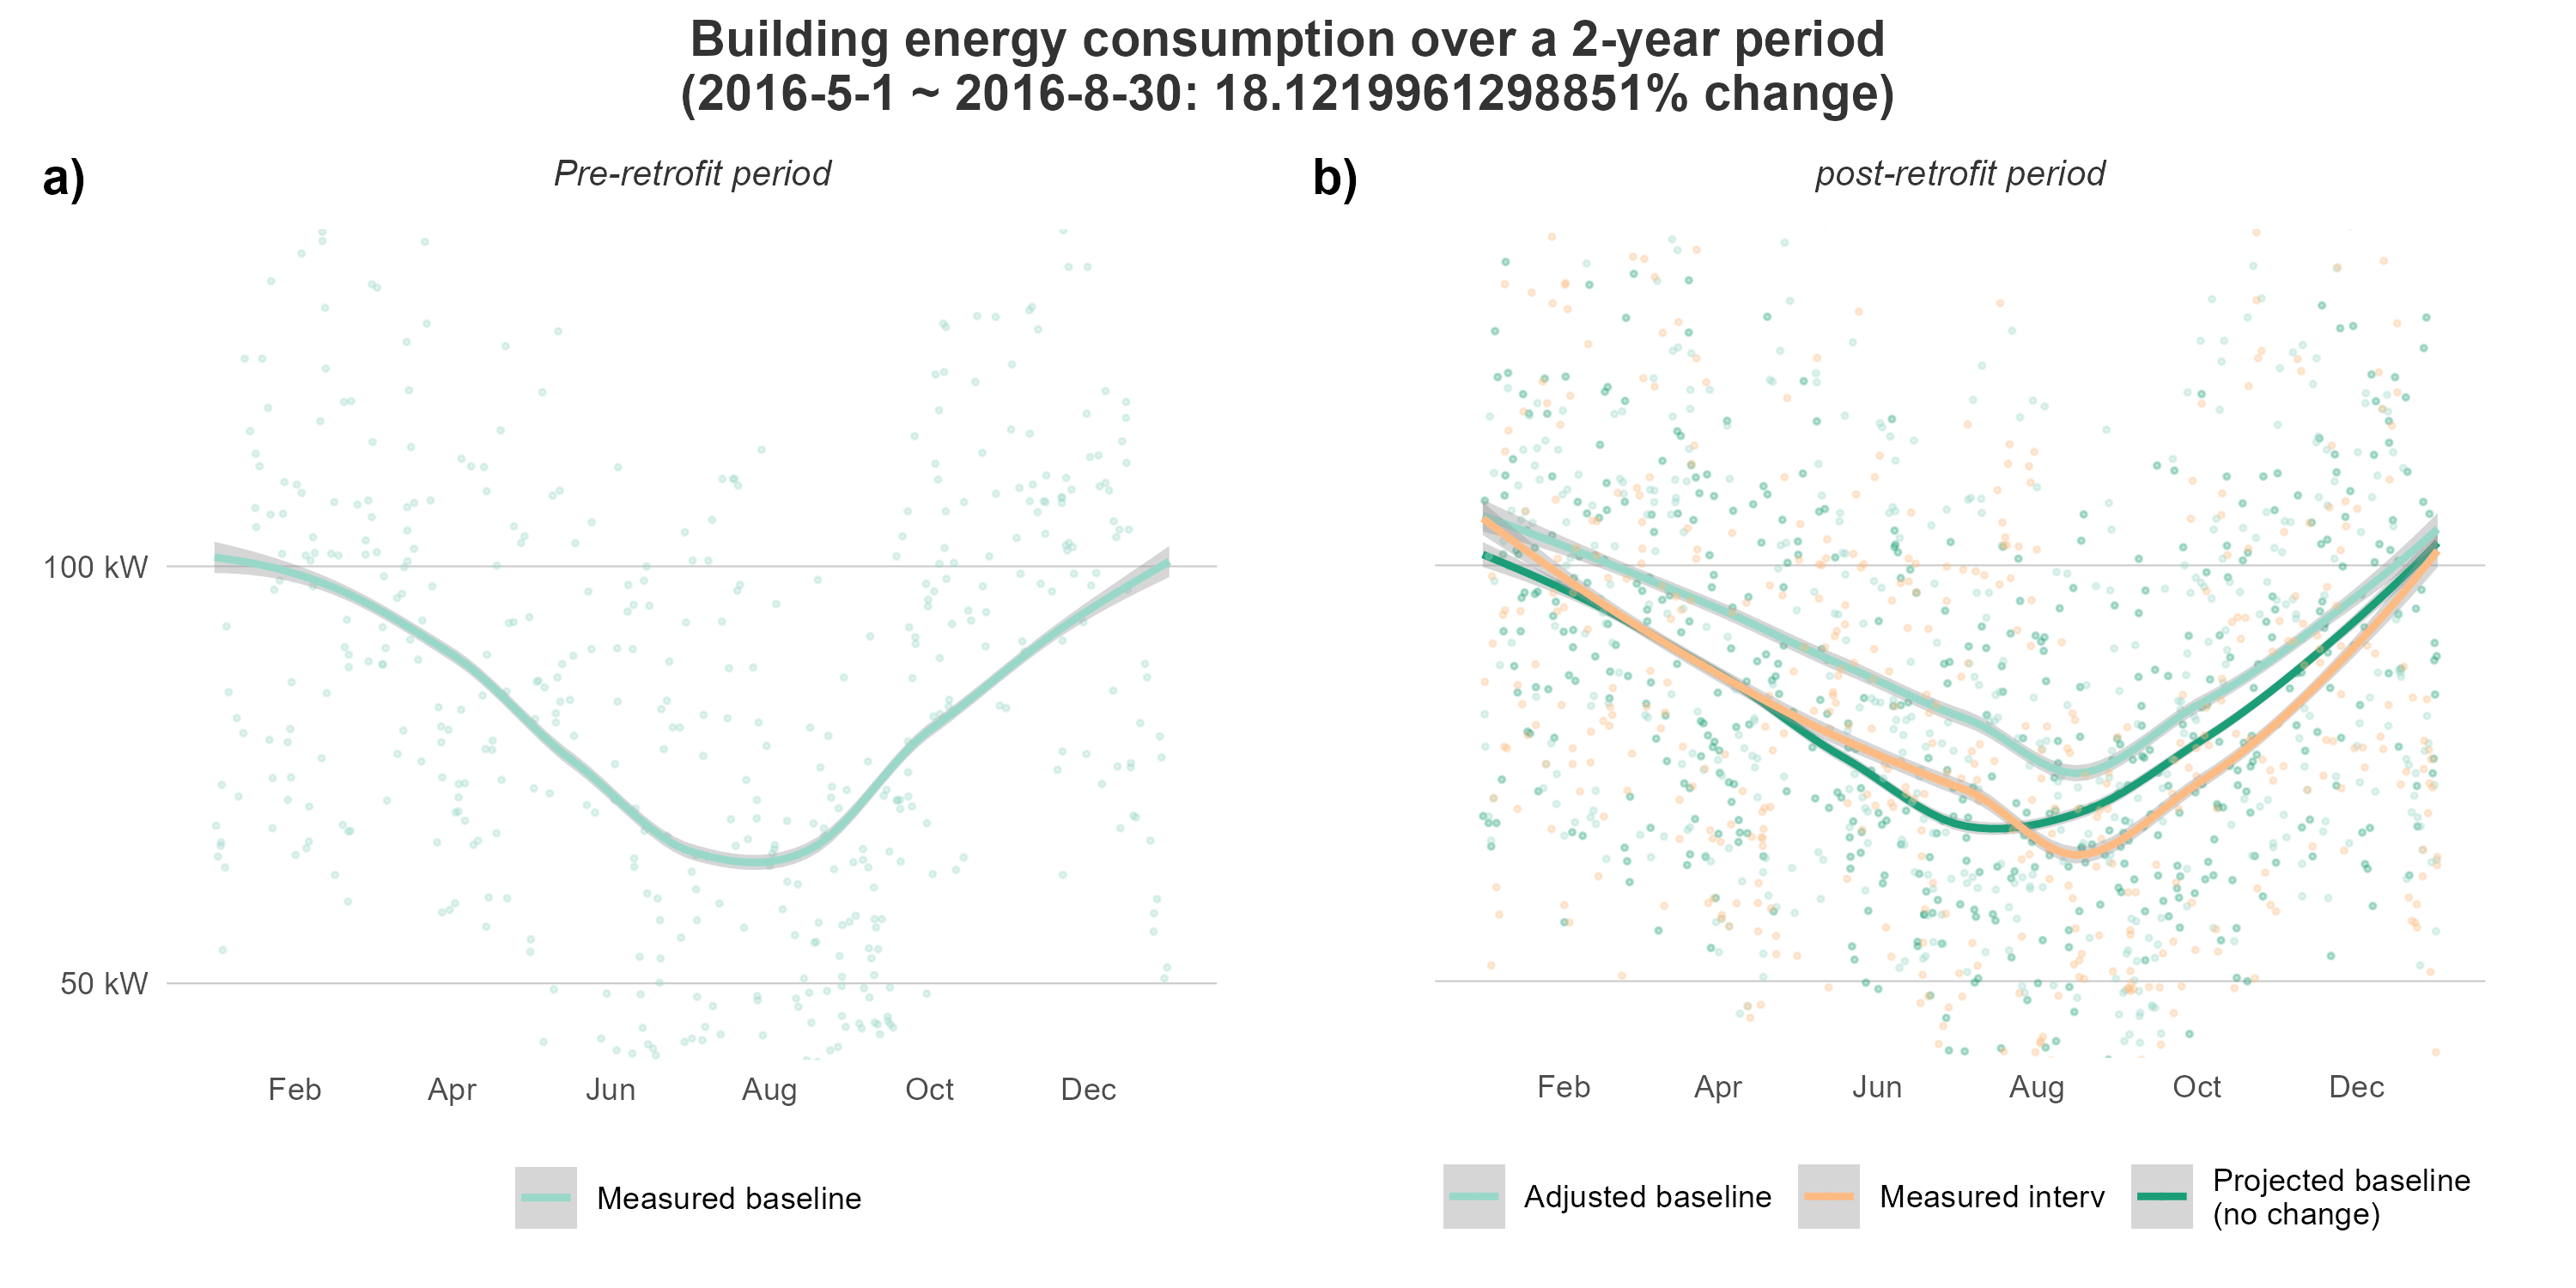 Building energy consumption over a 2-year period
(2016-5-1 ~ 2016-8-30: 18.1219961298851% change)
a)
Pre-retrofit period
100 kW
50 kW
Feb Apr Jun Aug Oct Dec
Measured baseline
b)
post-retrofit period
Feb Apr Jun Aug Oct Dec
Adjusted baseline
Measured interv
Projected baseline
(no change)